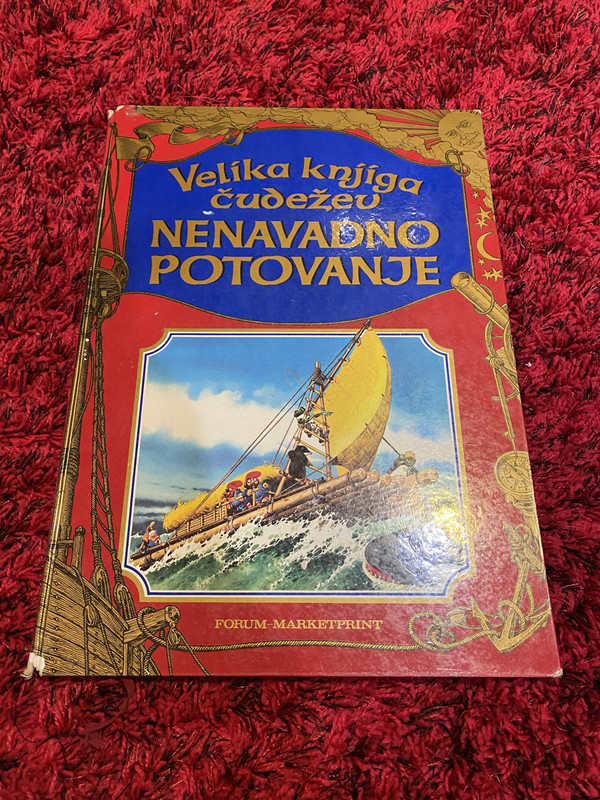 Velika knjiga
čudežev
NENAVADNO
POTOVANJE
FORUM-MARKETPRINT